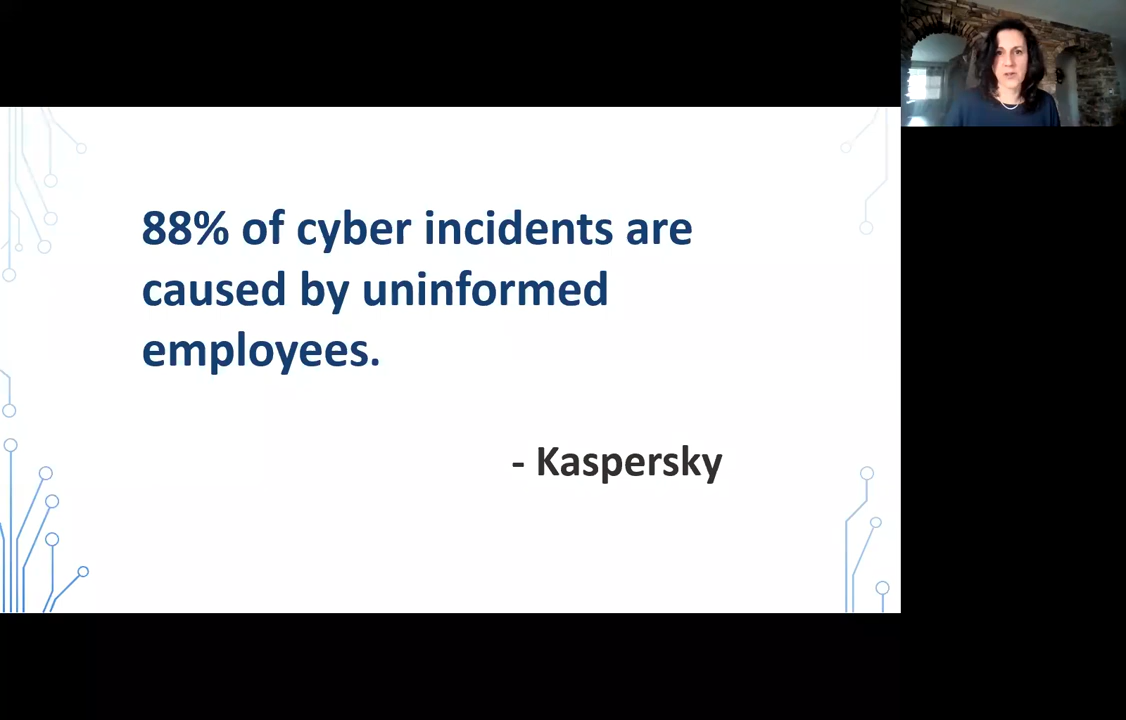 88% of cyber incidents are
caused by uninformed
employees.
- Kaspersky